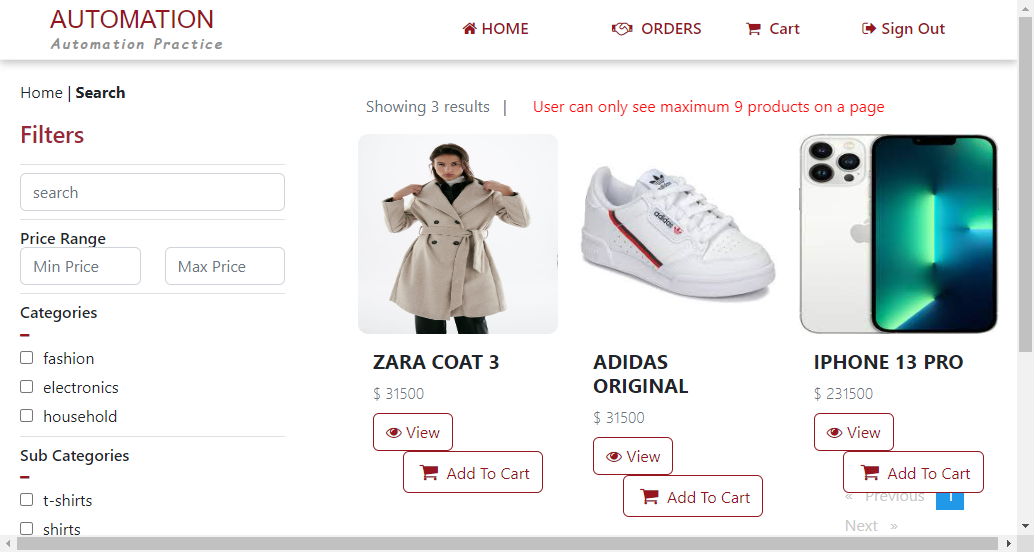 AUTOMATION
Automation Practice
HOME
ORDERS
Cart
Sign Out
Home | Search
Showing 3 results | User can only see maximum 9 products on a page
Filters
search
Price Range
Min Price
Max Price
Categories
fashion
electronics
household
Sub Categories
t-shirts
shirts
adidas
ZARA COAT 3
$ 31500
View
Add To Cart
ADIDAS
ORIGINAL
$ 31500
View
Add To Cart
IPHONE 13 PRO
$ 231500
View
Add To Cart
« Previous 1
Next »